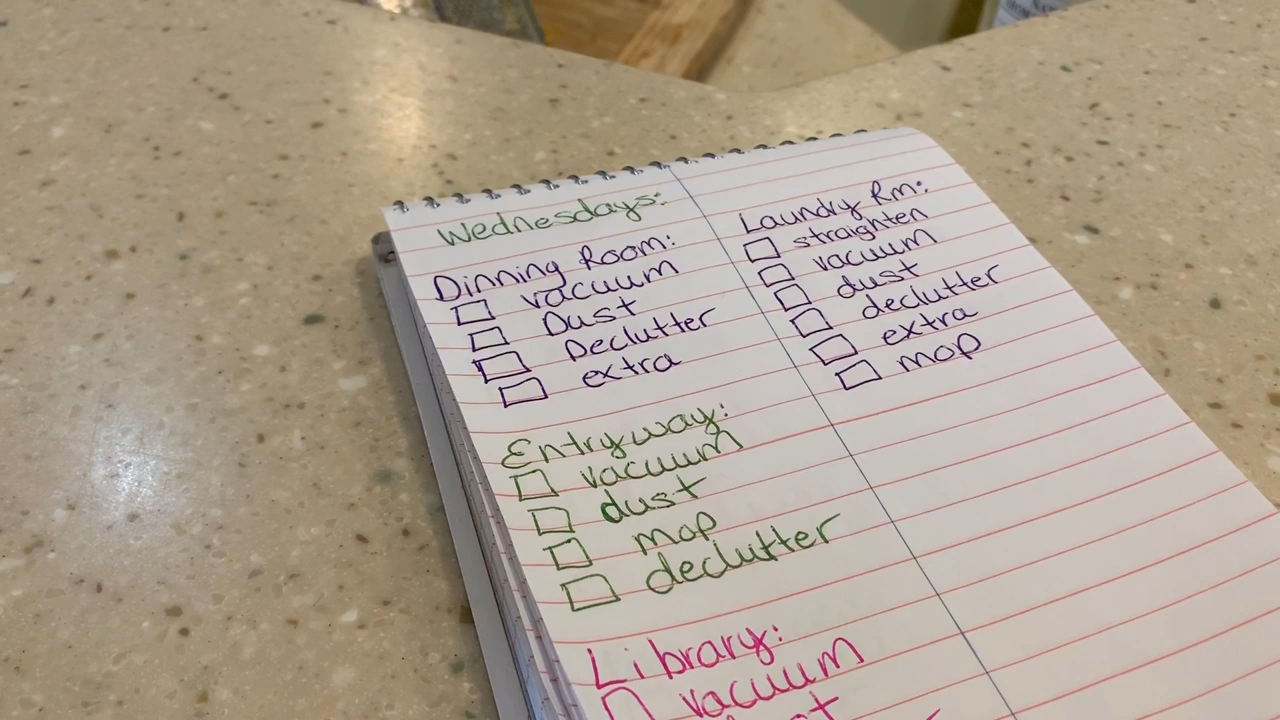 Wednesdays:
Dinning Room:
vacuum
Dust
Declutter
extra
Entryway:
vacuum
dust
mop
declutter
Library:
vacuum
Laundry Rm:
straighten
vacuum
dust
declutter
extra
mop